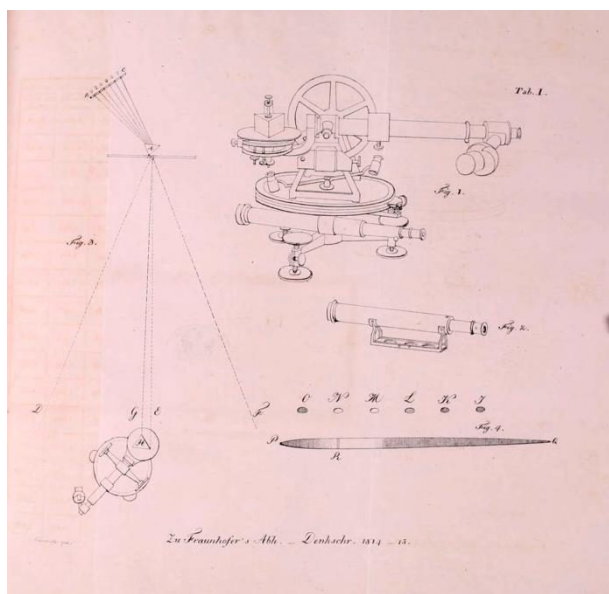 Tab. I.
Fig. 1.
Fig. 3.
Fig. 2.
O N M L K I
D G E F
Fig. 4.
P Q
H
R
Zu Fraunhofer's Abh. — Denkschr. 1814 — 15.